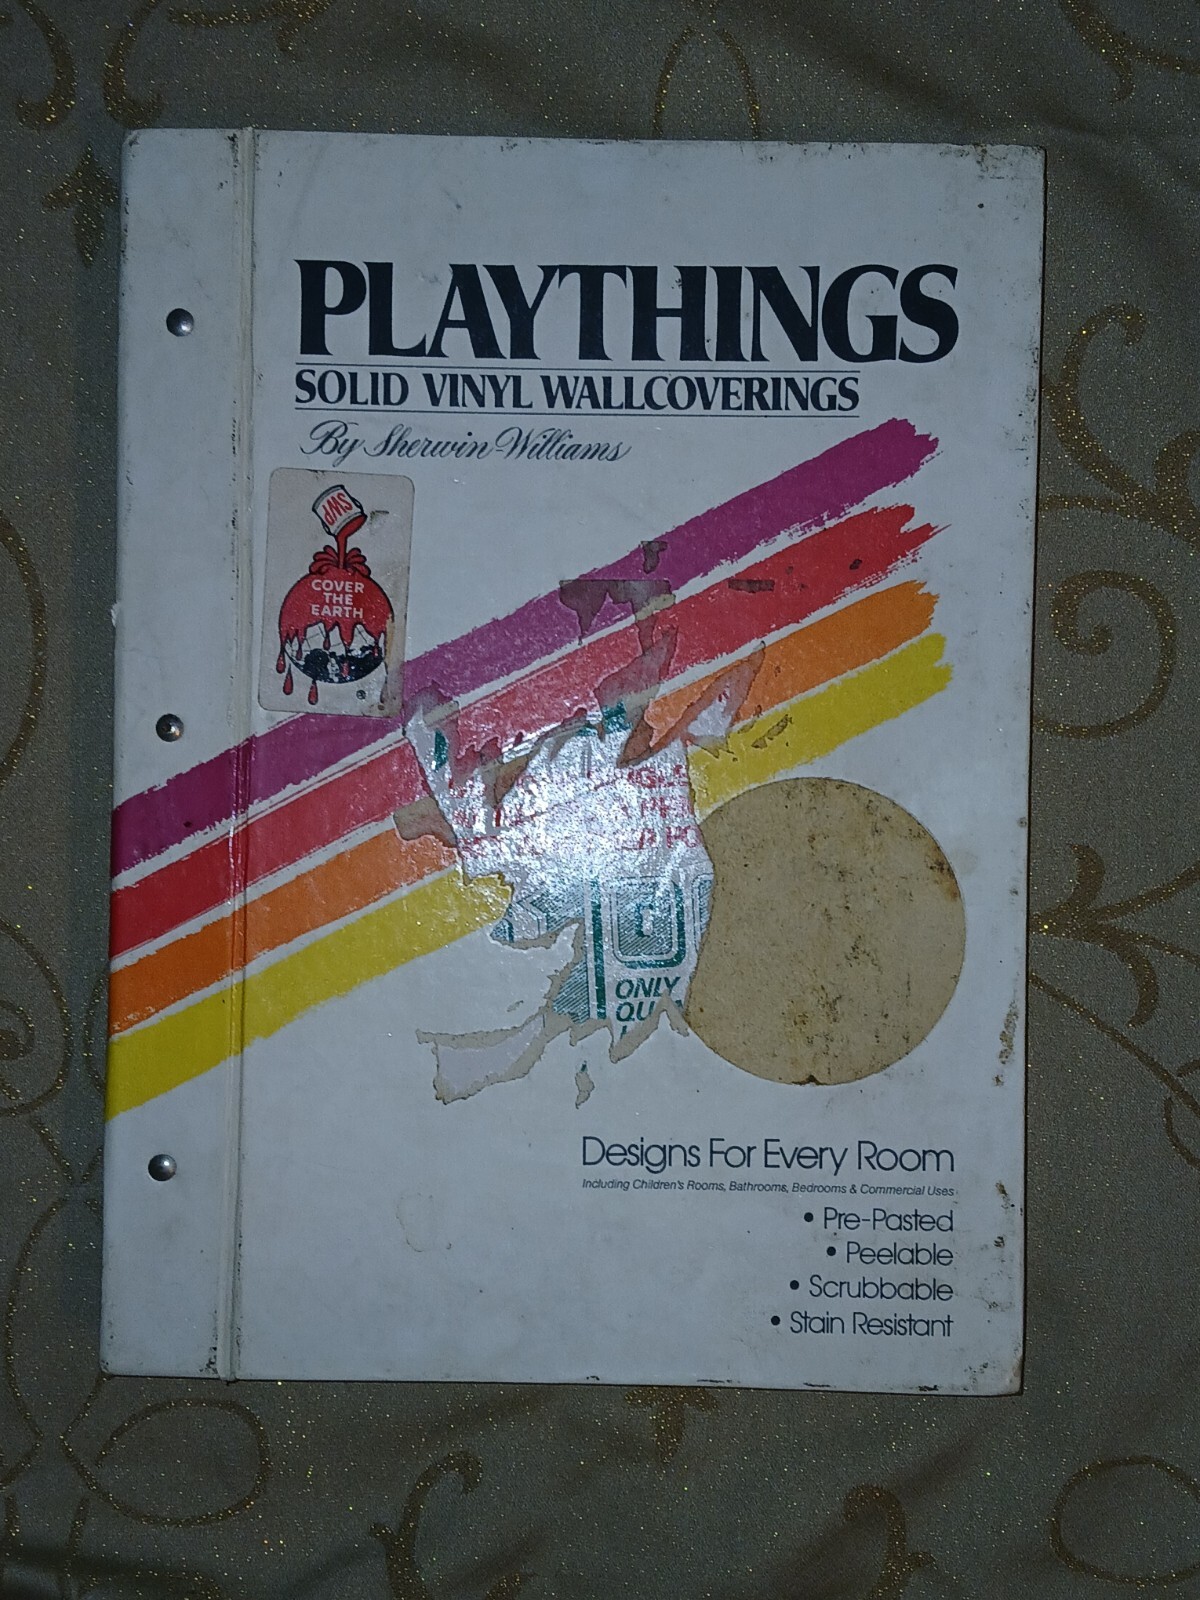 PLAYTHINGS
SOLID VINYL WALLCOVERINGS
By Sherwin-Williams
SWP
COVER
THE
EARTH
®
ONLY
Designs For Every Room
Including Children's Rooms, Bathrooms, Bedrooms & Commercial Uses
• Pre-Pasted
• Peelable
• Scrubbable
• Stain Resistant